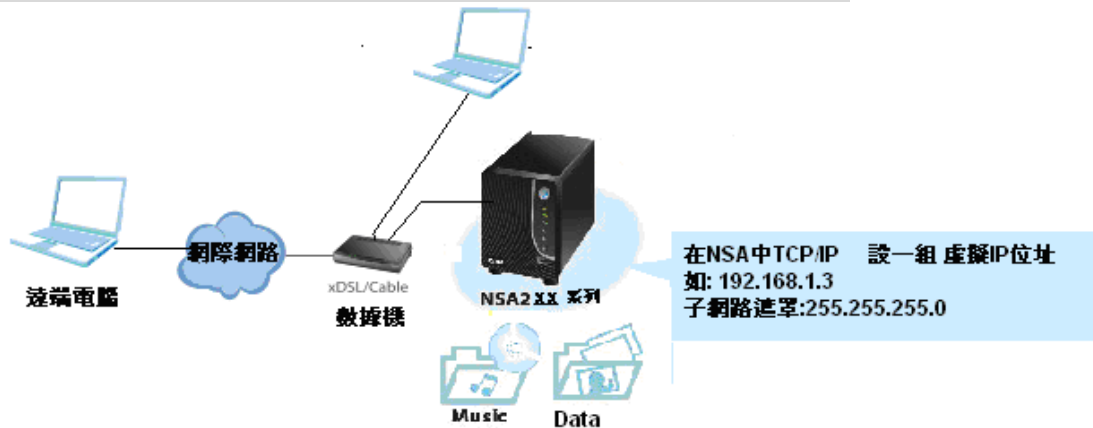 網際網路
遠端電腦
xDSL/Cable
數據機
NSA2XX 系列
在NSA中TCP/IP 設一組 虛擬IP位址
如: 192.168.1.3
子網路遮罩:255.255.255.0
Music
Data